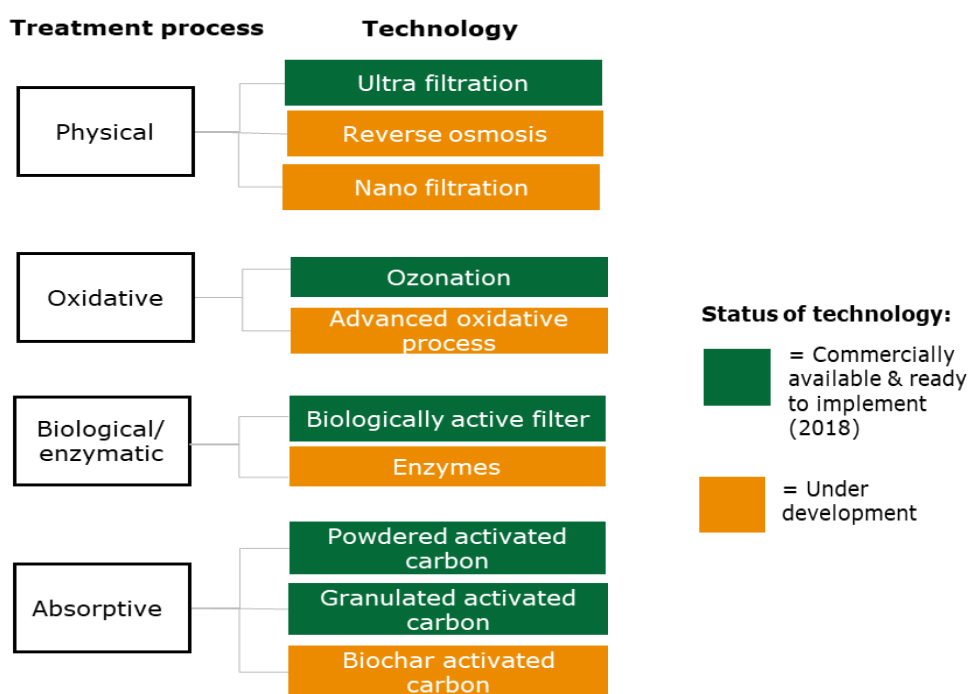 Treatment process
Technology
Physical
Ultra filtration
Reverse osmosis
Nano filtration
Oxidative
Ozonation
Advanced oxidative
process
Biological/
enzymatic
Biologically active filter
Enzymes
Absorptive
Powdered activated
carbon
Granulated activated
carbon
Biochar activated
carbon
Status of technology:
= Commercially
available & ready
to implement
(2018)
= Under
development